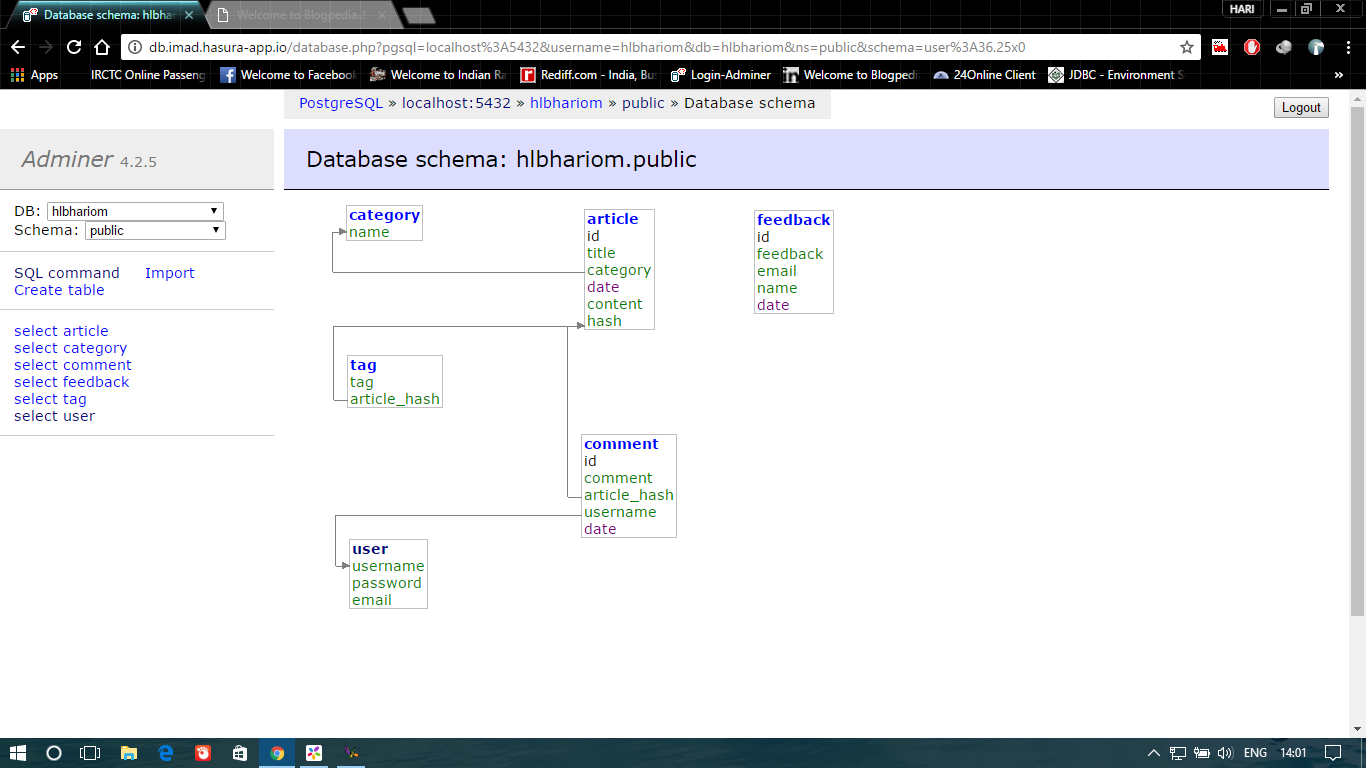 Database schema: hlbhar
Welcome to Blogpedia..!
HARI
db.imad.hasura-app.io/database.php?pgsql=localhost%3A5432&username=hlbhariom&db=hlbhariom&ns=public&schema=user%3A36.25x0
Apps IRCTC Online Passeng Welcome to Facebook Welcome to Indian Ra Rediff.com - India, Bus Login-Adminer Welcome to Blogpedi 24Online Client JDBC - Environment S »
PostgreSQL » localhost:5432 » hlbhariom » public » Database schema
Logout
Adminer 4.2.5
Database schema: hlbhariom.public
DB: hlbhariom
Schema: public
SQL command Import
Create table
select article
select category
select comment
select feedback
select tag
select user
category
name
article
id
title
category
date
content
hash
feedback
id
feedback
email
name
date
tag
tag
article_hash
comment
id
comment
article_hash
username
date
user
username
password
email
ENG 14:01